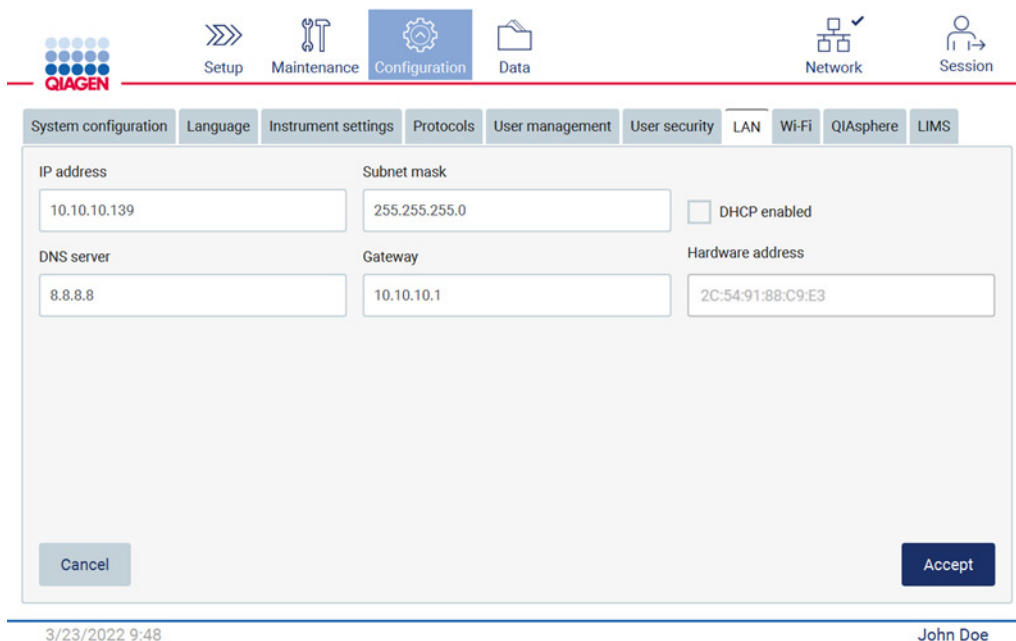 QIAGEN
Setup
Maintenance
Configuration
Data
Network
Session
System configuration
Language
Instrument settings
Protocols
User management
User security
LAN
Wi-Fi
QIAsphere
LIMS
IP address
Subnet mask
10.10.10.139
255.255.255.0
DHCP enabled
DNS server
Gateway
Hardware address
8.8.8.8
10.10.10.1
2C:54:91:88:C9:E3
Cancel
Accept
3/23/2022 9:48
John Doe